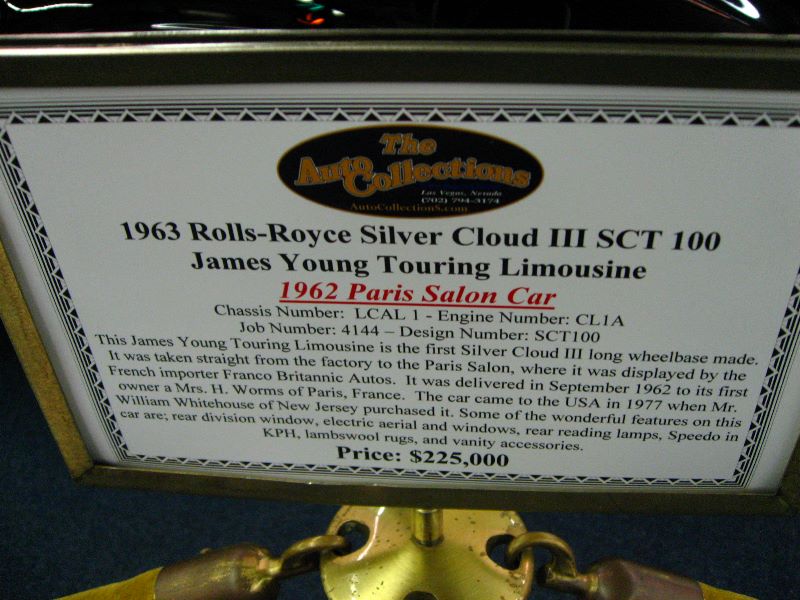 The
Auto
Collections
Las Vegas, Nevada
(702) 794-3174
AutoCollections.com
1963 Rolls-Royce Silver Cloud III SCT 100
James Young Touring Limousine
1962 Paris Salon Car
Chassis Number: LCAL 1 - Engine Number: CL1A
Job Number: 4144 – Design Number: SCT100
This James Young Touring Limousine is the first Silver Cloud III long wheelbase made.
It was taken straight from the factory to the Paris Salon, where it was displayed by the
French importer Franco Britannic Autos. It was delivered in September 1962 to its first
owner a Mrs. H. Worms of Paris, France. The car came to the USA in 1977 when Mr.
William Whitehouse of New Jersey purchased it. Some of the wonderful features on this
car are; rear division window, electric aerial and windows, rear reading lamps, Speedo in
KPH, lambswool rugs, and vanity accessories.
Price: $225,000